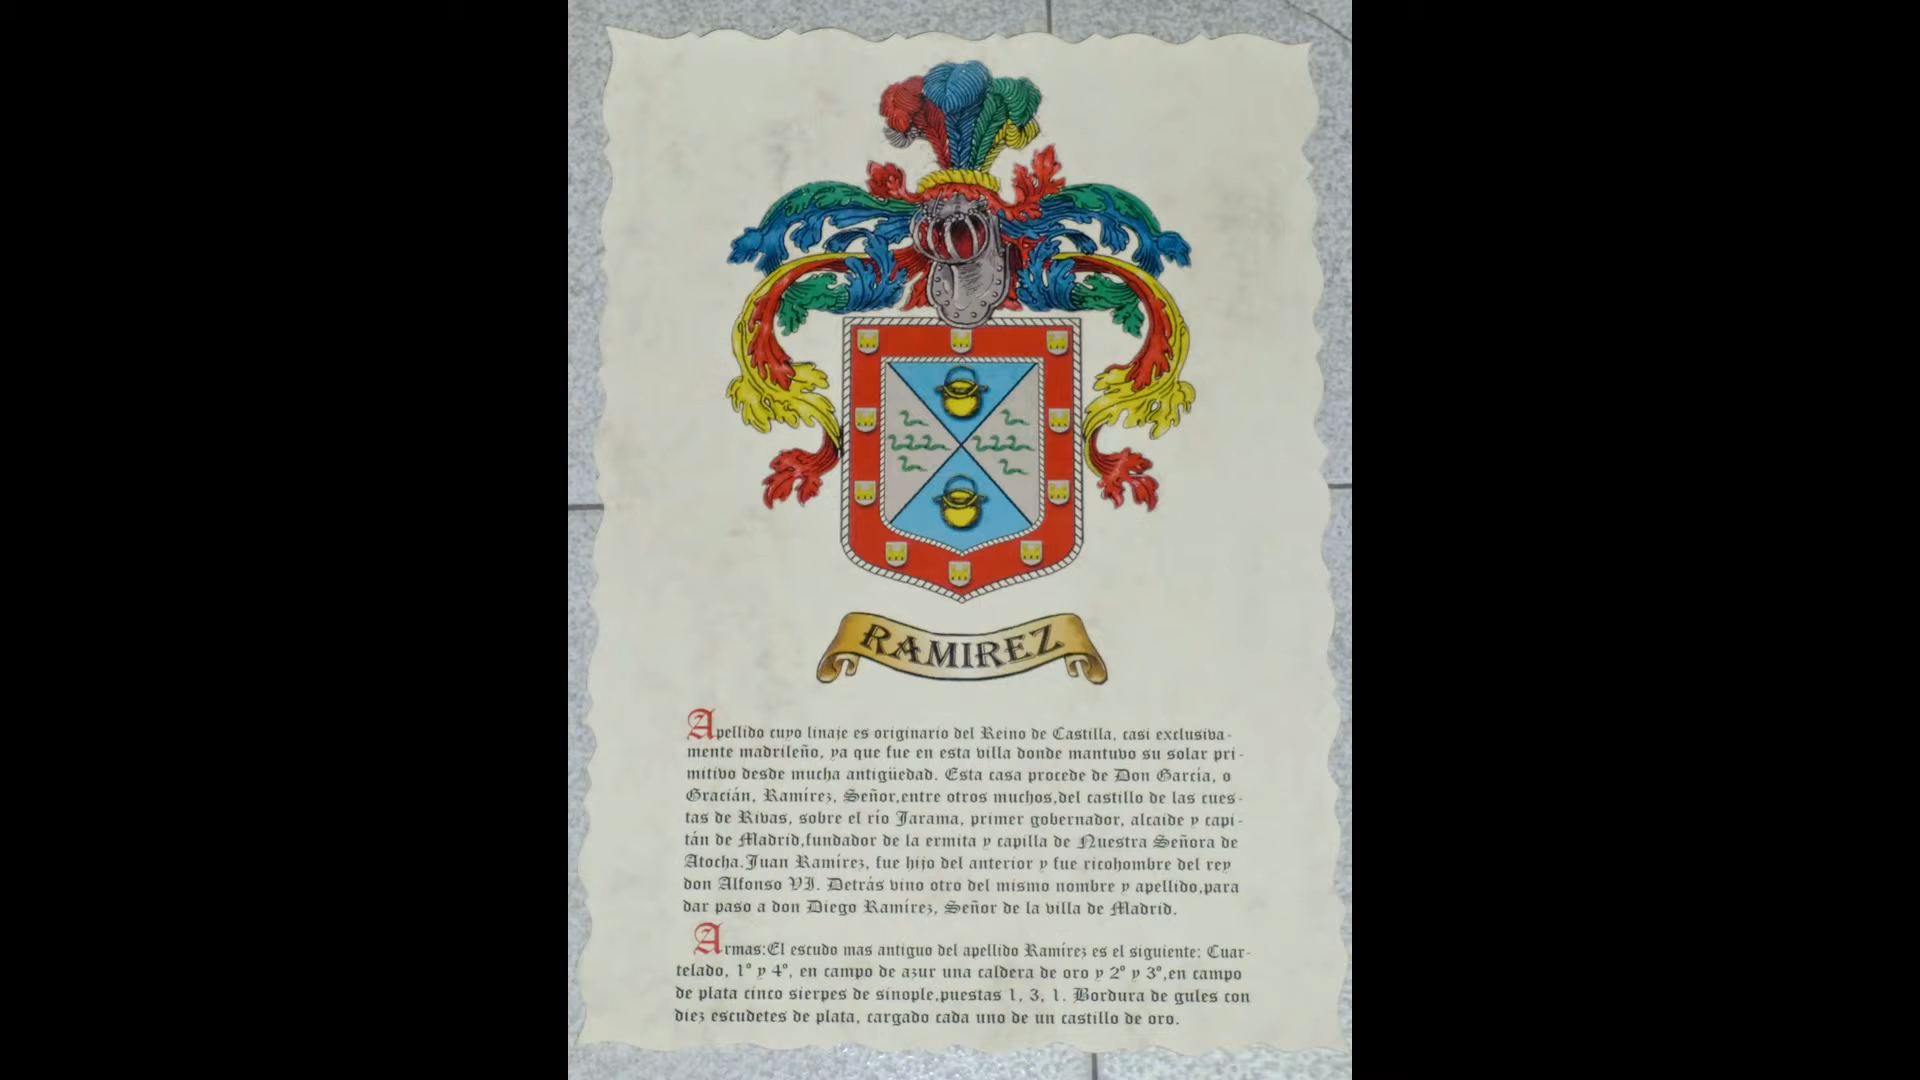 RAMIREZ
Apellido cuyo linaje es originario del Reino de Castilla, casi exclusiva-
mente madrileño, ya que fue en esta villa donde mantuvo su solar pri-
mitivo desde mucha antigüedad. Esta casa procede de Don García, o
Gracián, Ramírez, Señor,entre otros muchos,del castillo de las cues-
tas de Rivas, sobre el río Jarama, primer gobernador, alcaide y capi-
tán de Madrid,fundador de la ermita y capilla de Nuestra Señora de
Atocha.Juan Ramírez, fue hijo del anterior y fue ricohombre del rey
don Alfonso VI. Detrás vino otro del mismo nombre y apellido,para
dar paso a don Diego Ramírez, Señor de la villa de Madrid.
Armas:El escudo mas antiguo del apellido Ramírez es el siguiente: Cuar-
telado, 1º y 4º, en campo de azur una caldera de oro y 2º y 3º,en campo
de plata cinco sierpes de sinople,puestas 1, 3, 1. Bordura de gules con
diez escudetes de plata, cargado cada uno de un castillo de oro.